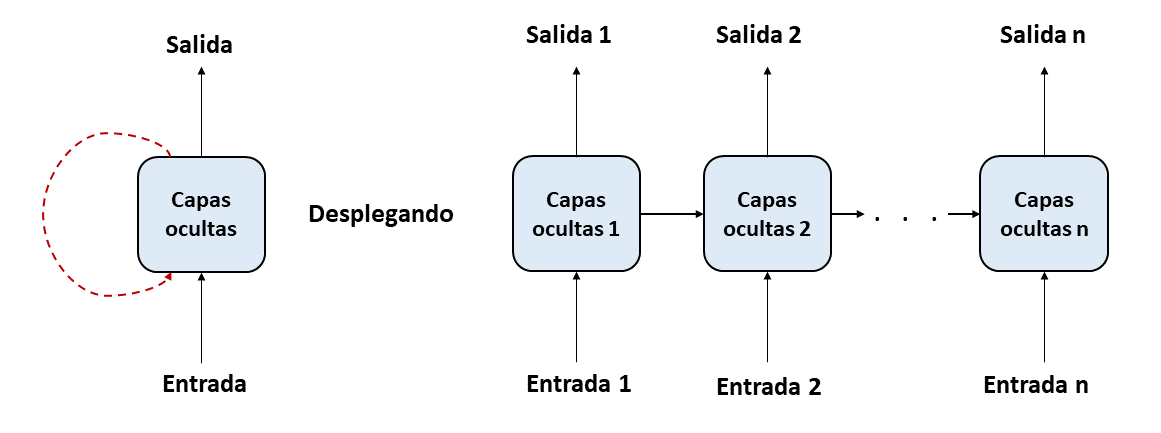 Salida
Capas
ocultas
Entrada
Desplegando
Salida 1
Capas
ocultas 1
Entrada 1
Salida 2
Capas
ocultas 2
Entrada 2
. . .
Salida n
Capas
ocultas n
Entrada n